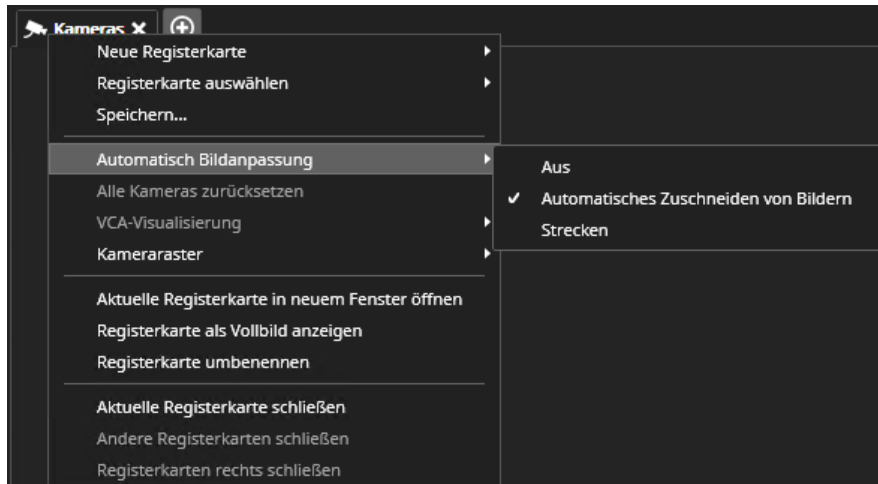 Kameras
Neue Registerkarte
Registerkarte auswählen
Speichern...
Automatisch Bildanpassung
Aus
Alle Kameras zurücksetzen
Automatisches Zuschneiden von Bildern
VCA-Visualisierung
Strecken
Kameraraster
Aktuelle Registerkarte in neuem Fenster öffnen
Registerkarte als Vollbild anzeigen
Registerkarte umbenennen
Aktuelle Registerkarte schließen
Andere Registerkarten schließen
Registerkarten rechts schließen